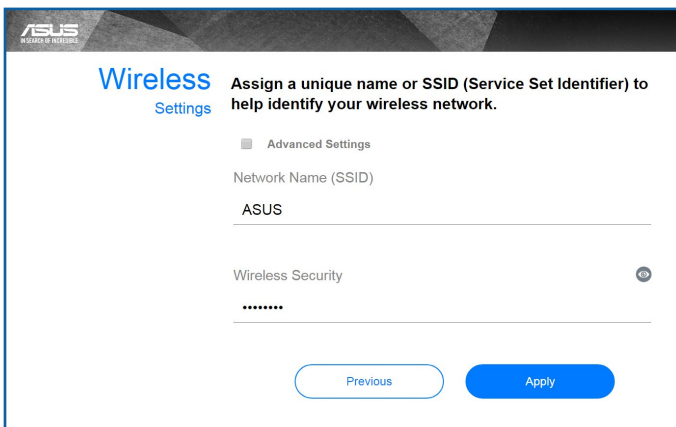 ASUS
IN SEARCH OF INCREDIBLE
Wireless
Settings
Assign a unique name or SSID (Service Set Identifier) to
help identify your wireless network.
Advanced Settings
Network Name (SSID)
ASUS
Wireless Security
••••••••
Previous
Apply